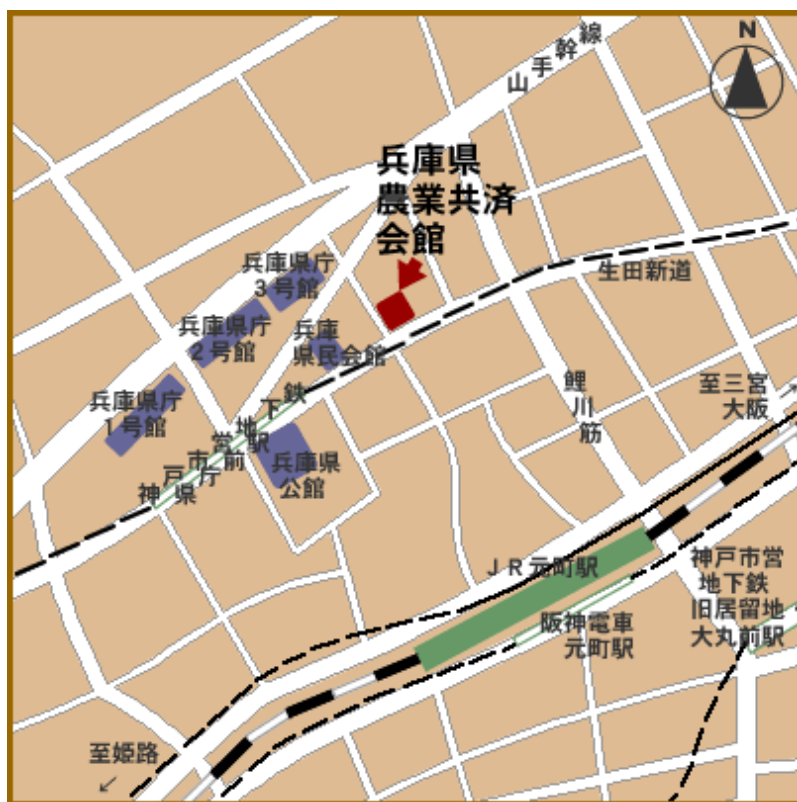 N
山手幹線
兵庫県
農業共済
会館
兵庫県庁
3号館
生田新道
兵庫県庁
2号館
兵庫
県民会館
至三宮
大阪
鯉川筋
兵庫県庁
1号館
神戸市営地下鉄
県庁前駅
兵庫県
公館
JR元町駅
神戸市営
地下鉄
旧居留地
大丸前駅
阪神電車
元町駅
至姫路